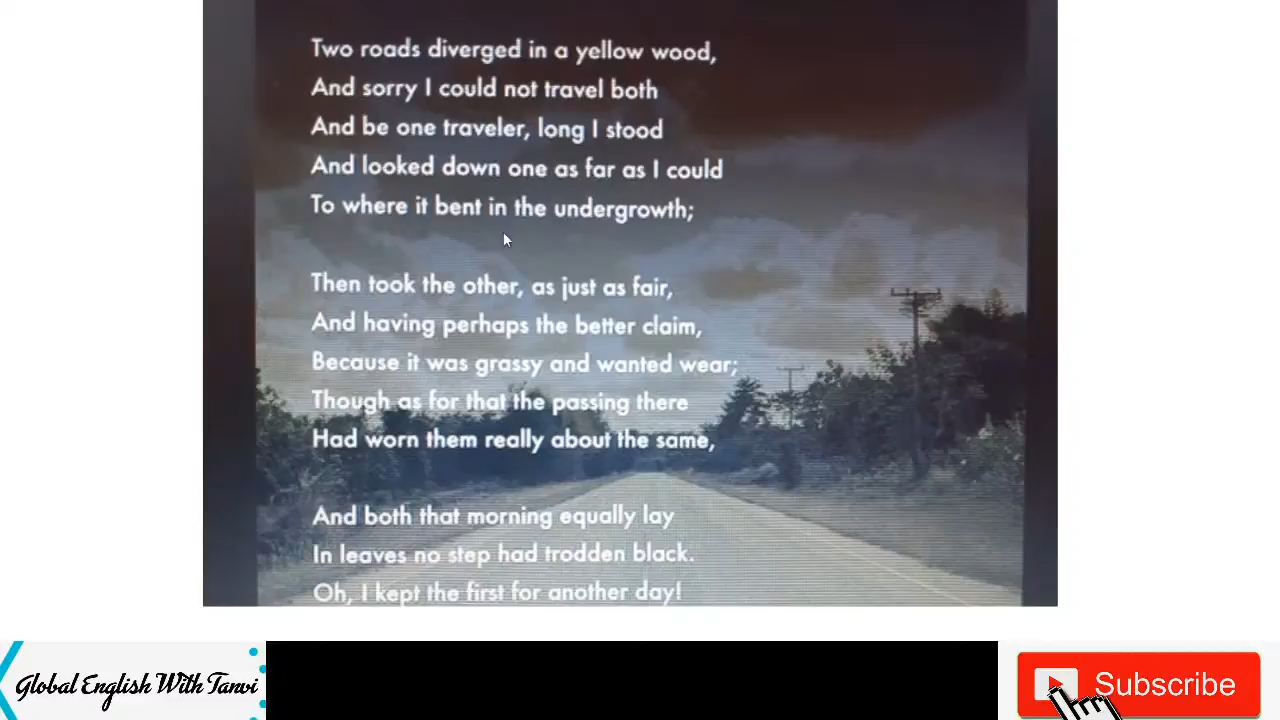 Two roads diverged in a yellow wood,
And sorry I could not travel both
And be one traveler, long I stood
And looked down one as far as I could
To where it bent in the undergrowth;
Then took the other, as just as fair,
And having perhaps the better claim,
Because it was grassy and wanted wear;
Though as for that the passing there
Had worn them really about the same,
And both that morning equally lay
In leaves no step had trodden black.
Oh, I kept the first for another day!
Global English With Tanvi
Subscribe